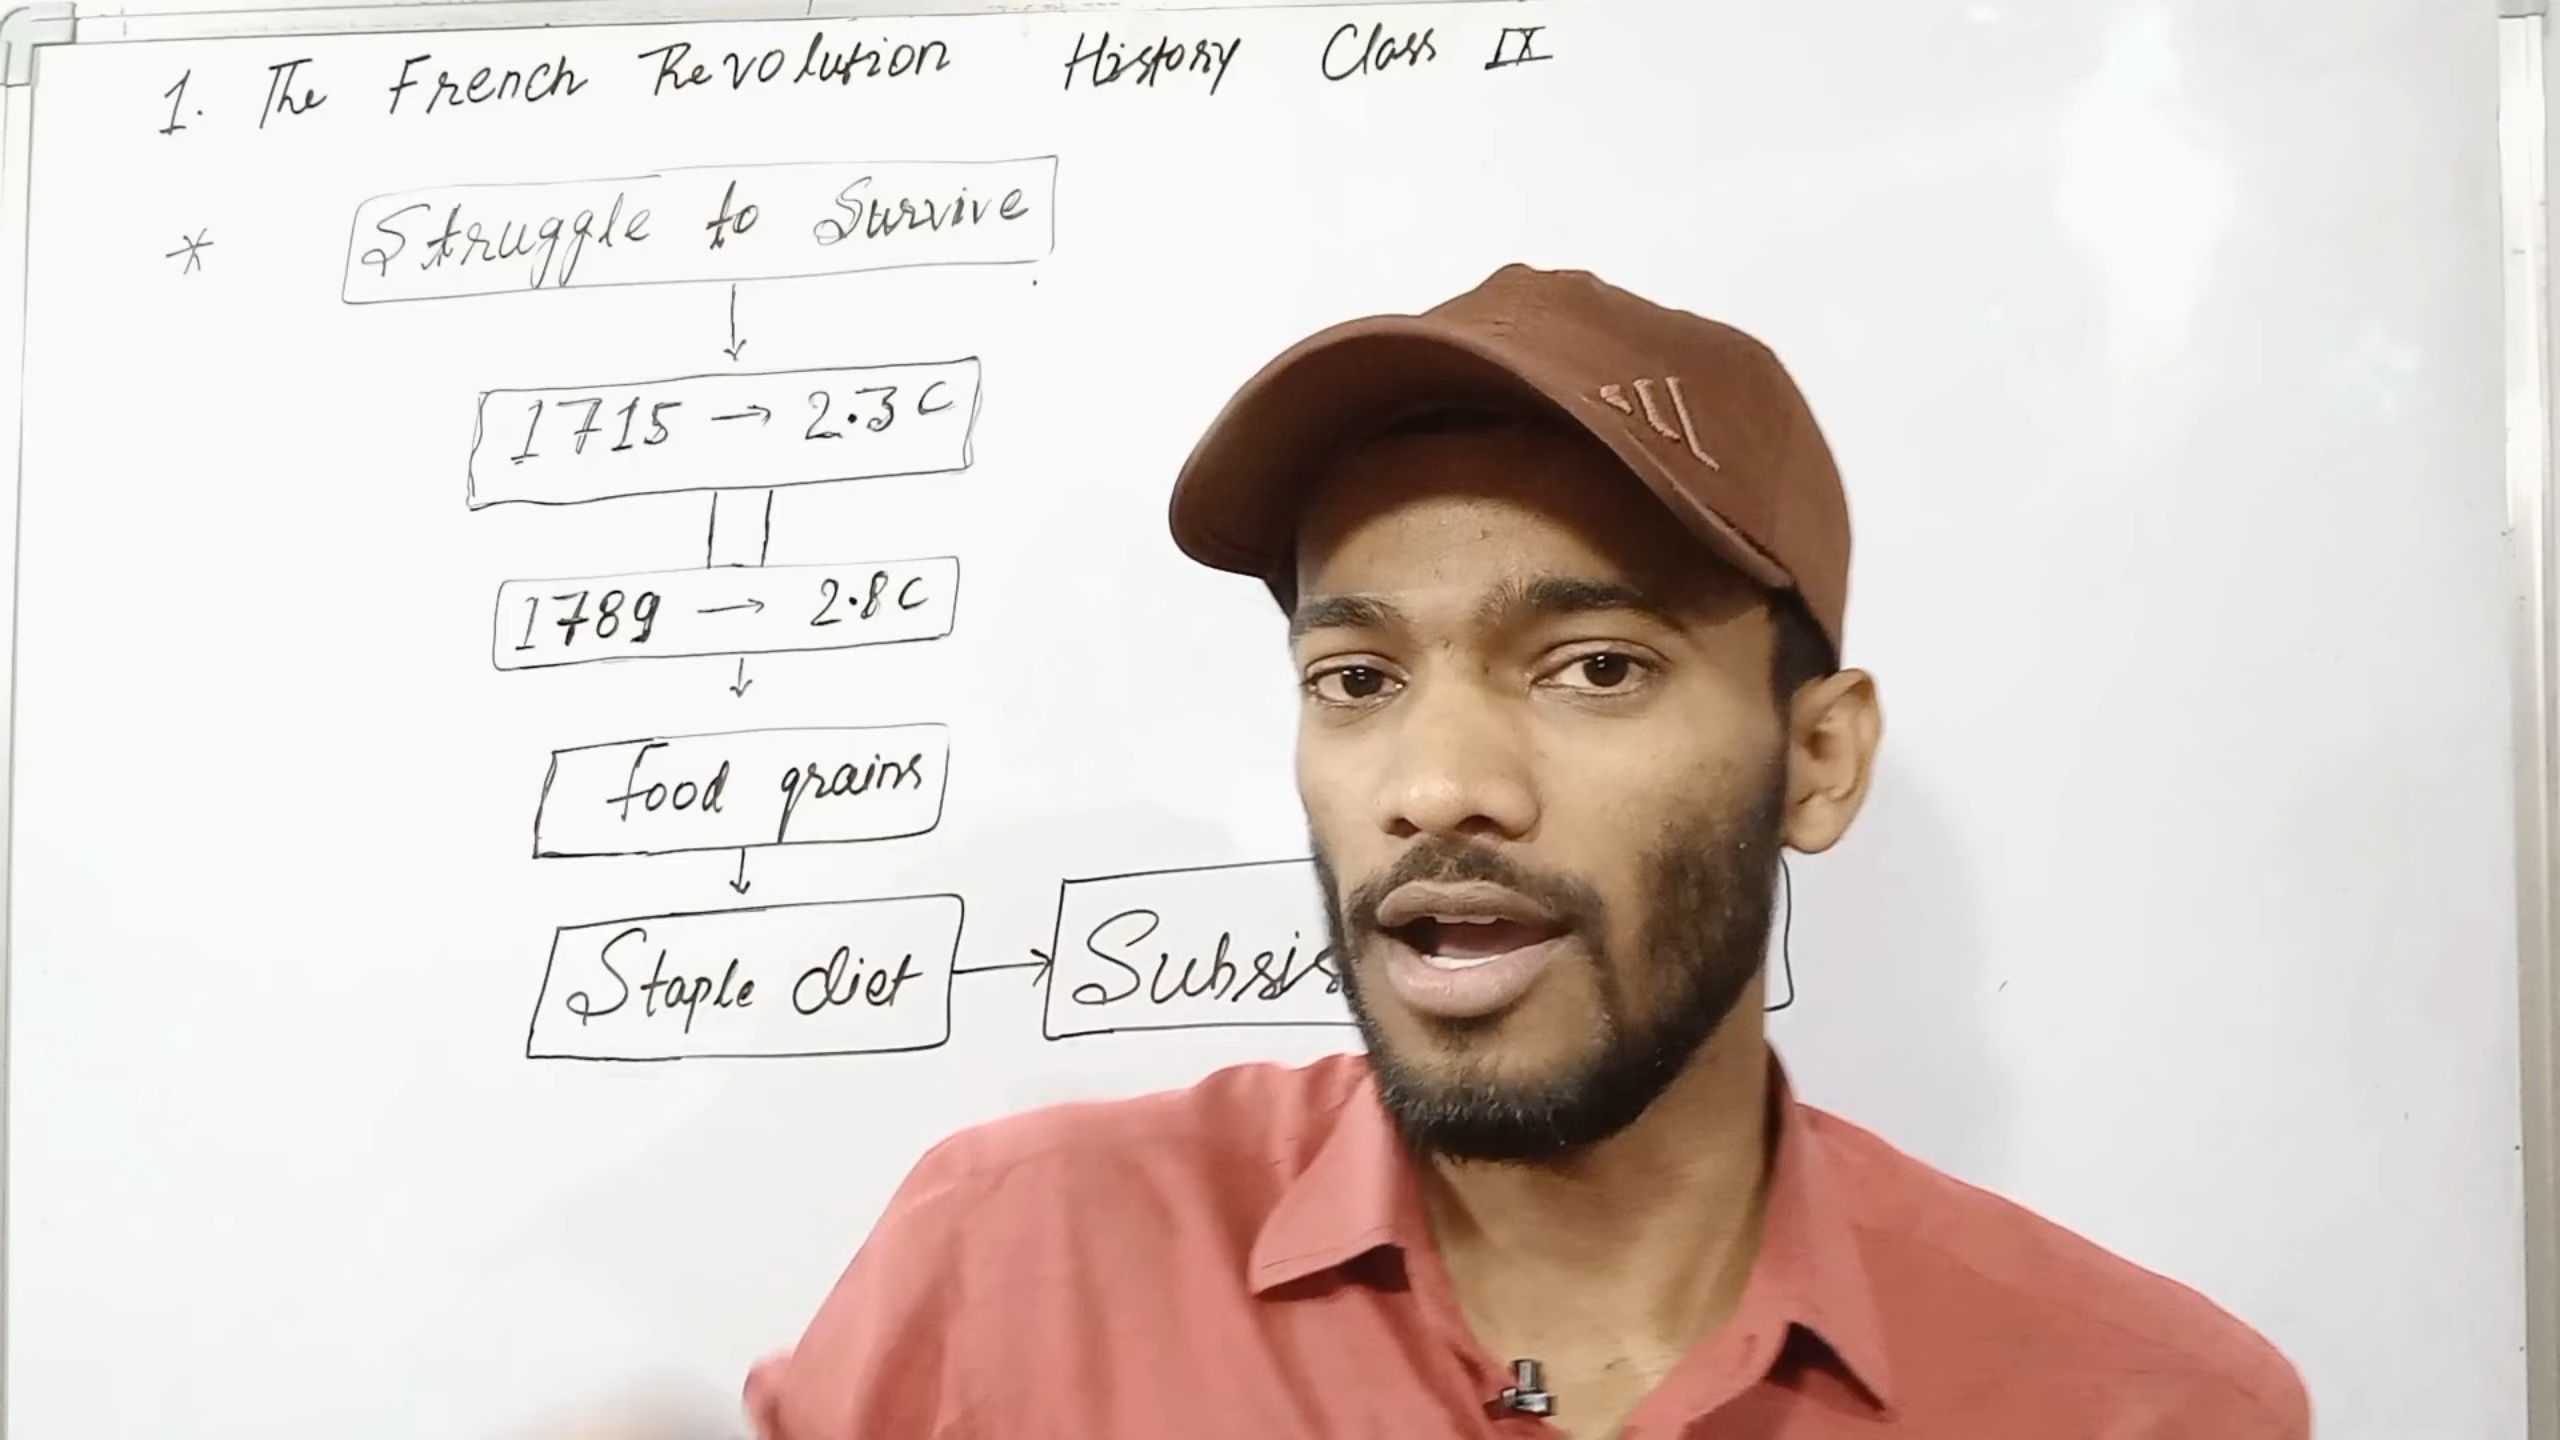 1. The French Revolution History Class IX
* Struggle to Survive
1715 → 2.3 C
1789 → 2.8 C
food grains
Staple diet →